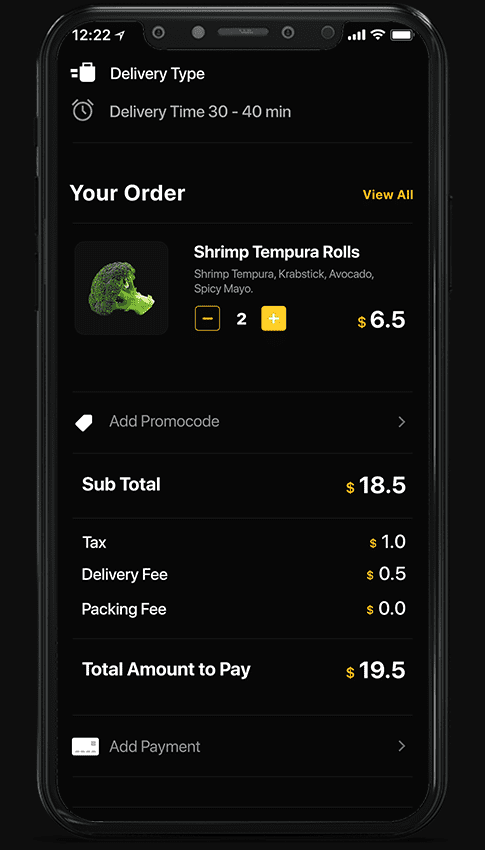 12:22
Delivery Type
Delivery Time 30 - 40 min
Your Order
View All
Shrimp Tempura Rolls
Shrimp Tempura, Krabstick, Avocado,
Spicy Mayo.
2
$ 6.5
Add Promocode
Sub Total
$ 18.5
Tax
$ 1.0
Delivery Fee
$ 0.5
Packing Fee
$ 0.0
Total Amount to Pay
$ 19.5
Add Payment